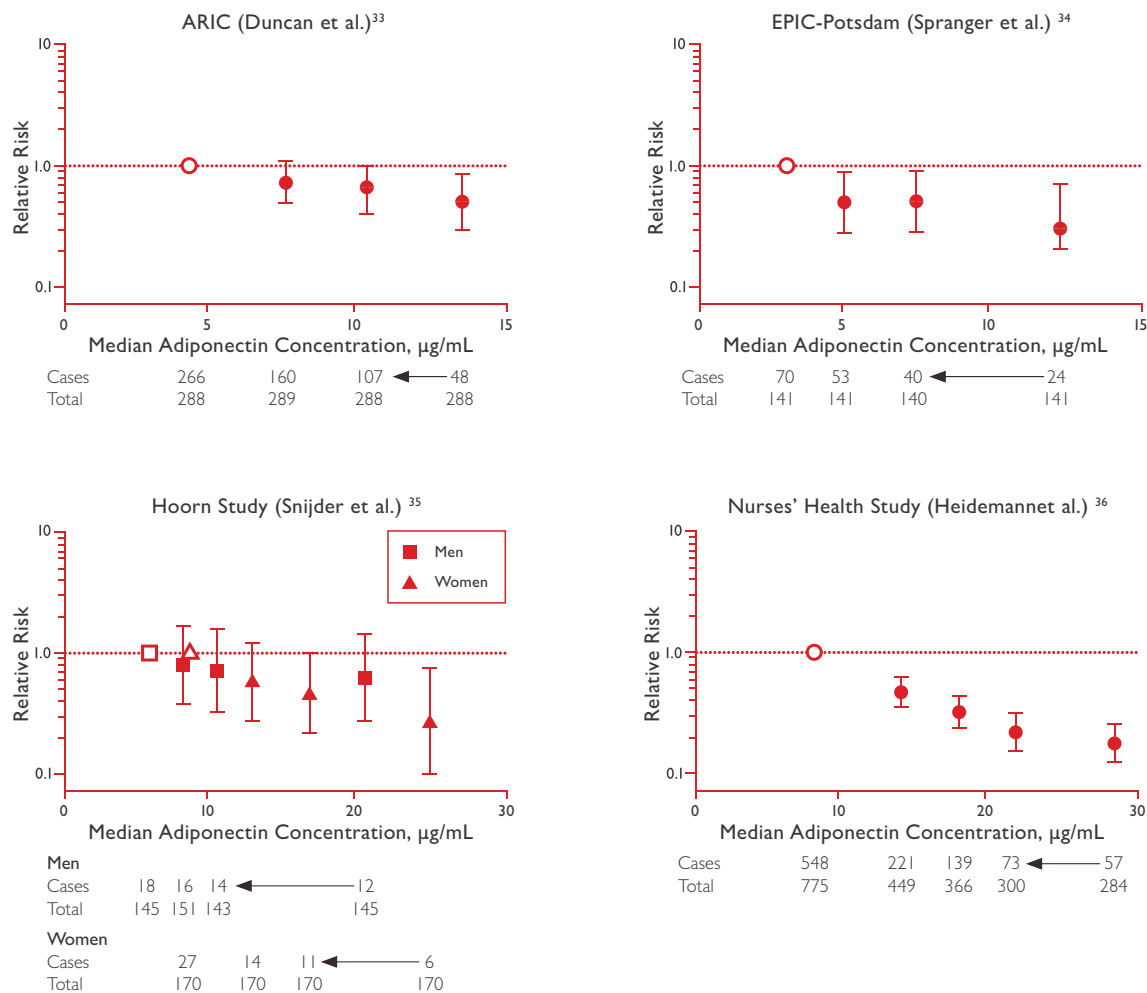 ARIC (Duncan et al.)33
10
1.0
0.1
Relative Risk
0 5 10 15
Median Adiponectin Concentration, μg/mL
Cases 266 160 107 48
Total 288 289 288 288
EPIC-Potsdam (Spranger et al.) 34
10
1.0
0.1
Relative Risk
0 5 10 15
Median Adiponectin Concentration, μg/mL
Cases 70 53 40 24
Total 141 141 140 141
Hoorn Study (Snijder et al.) 35
Men
Women
10
1.0
0.1
Relative Risk
0 10 20 30
Median Adiponectin Concentration, μg/mL
Men
Cases 18 16 14 12
Total 145 151 143 145
Women
Cases 27 14 11 6
Total 170 170 170 170
Nurses' Health Study (Heidemannet al.) 36
10
1.0
0.1
Relative Risk
0 10 20 30
Median Adiponectin Concentration, μg/mL
Cases 548 221 139 73 57
Total 775 449 366 300 284